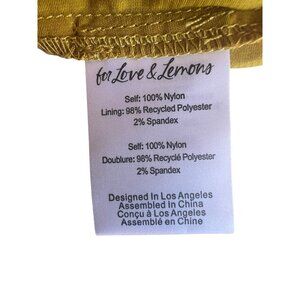 for Love & Lemons
Self: 100% Nylon
Lining: 98% Recycled Polyester
2% Spandex
Self: 100% Nylon
Doublure: 98% Recyclé Polyester
2% Spandex
Designed In Los Angeles
Assembled In China
Conçu à Los Angeles
Assemblé en Chine